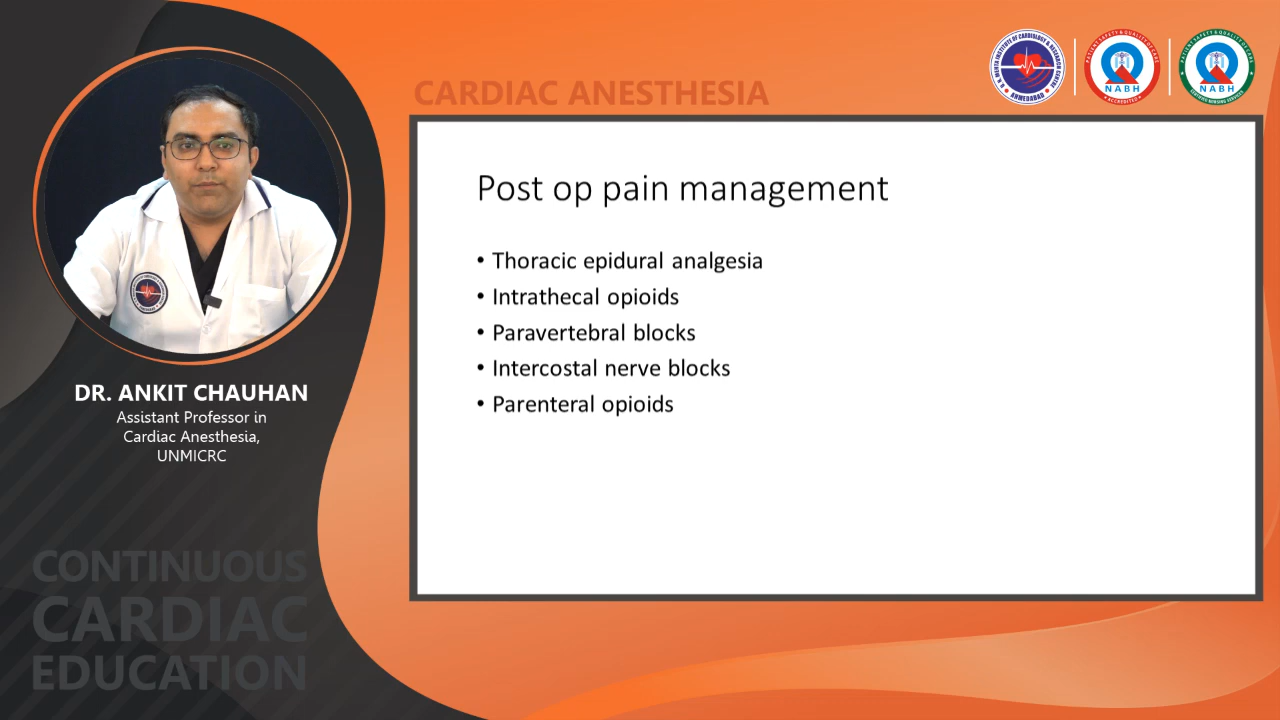 CARDIAC ANESTHESIA
Post op pain management
• Thoracic epidural analgesia
• Intrathecal opioids
• Paravertebral blocks
• Intercostal nerve blocks
• Parenteral opioids
DR. ANKIT CHAUHAN
Assistant Professor in
Cardiac Anesthesia,
UNMICRC
CONTINUOUS
CARDIAC
EDUCATION
NABH
NABH